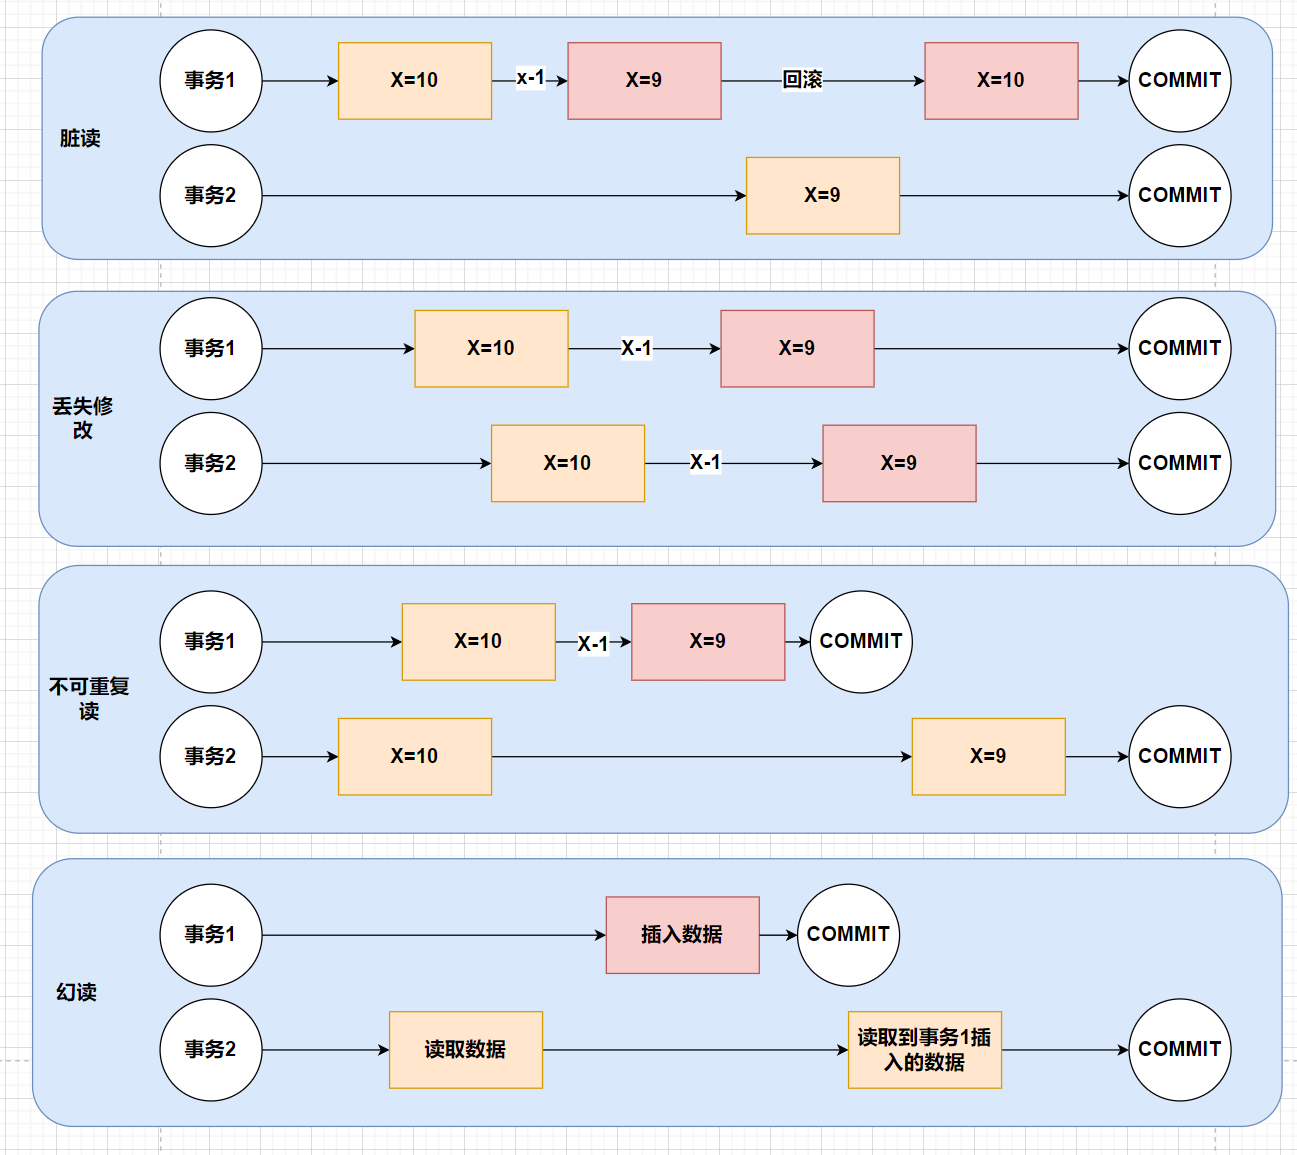 脏读
事务1
X=10
x-1
X=9
回滚
X=10
COMMIT
事务2
X=9
COMMIT
丢失修
改
事务1
X=10
X-1
X=9
COMMIT
事务2
X=10
X-1
X=9
COMMIT
不可重复
读
事务1
X=10
X-1
X=9
COMMIT
事务2
X=10
X=9
COMMIT
幻读
事务1
插入数据
COMMIT
事务2
读取数据
读取到事务1插
入的数据
COMMIT